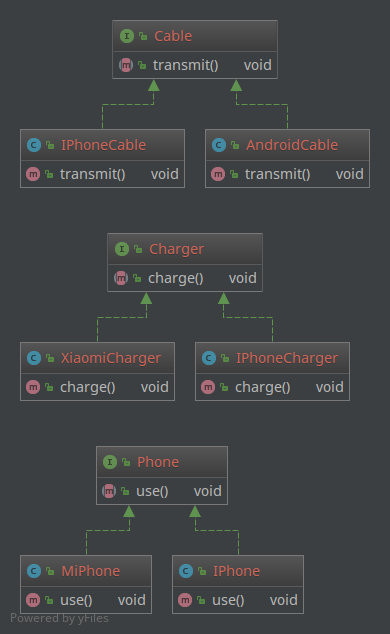 I Cable
m transmit() void
C IPhoneCable C AndroidCable
m transmit() void m transmit() void
I Charger
m charge() void
C XiaomiCharger C IPhoneCharger
m charge() void m charge() void
I Phone
m use() void
C MiPhone C IPhone
m use() void m use() void
Powered by yFiles